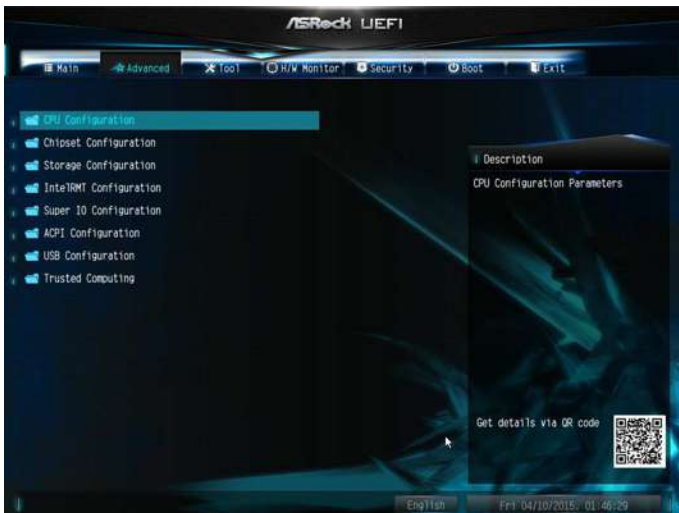 ASRock UEFI
Main Advanced Tool H/W Monitor Security Boot Exit
CPU Configuration
Chipset Configuration
Storage Configuration
IntelRMT Configuration
Super IO Configuration
ACPI Configuration
USB Configuration
Trusted Computing
Description
CPU Configuration Parameters
Get details via QR code
English Fri 04/10/2015. 01:46:29